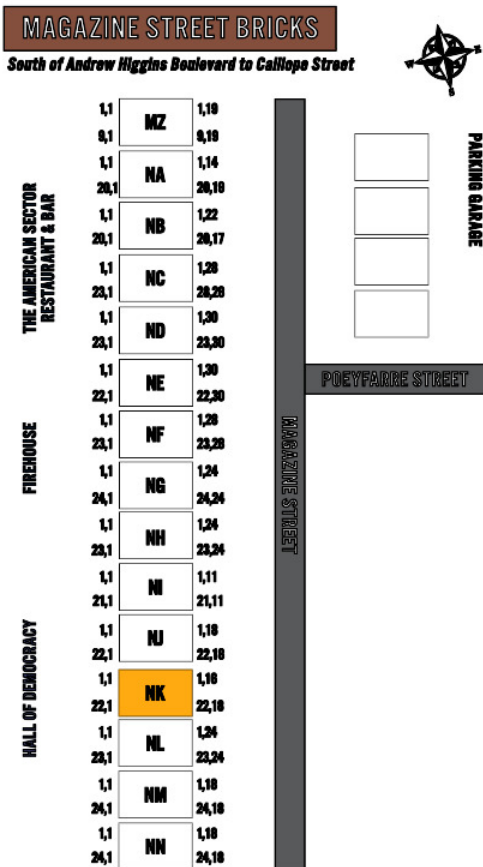 MAGAZINE STREET BRICKS
South of Andrew Higgins Boulevard to Calliope Street
1,1 MZ 1,19
9,1 9,19
1,1 NA 1,14
20,1 20,19
1,1 NB 1,22
20,1 20,17
1,1 NC 1,28
23,1 28,28
1,1 ND 1,30
23,1 23,30
1,1 NE 1,30
22,1 22,30
1,1 NF 1,28
23,1 23,28
1,1 NG 1,24
24,1 24,24
1,1 NH 1,24
23,1 23,24
1,1 NI 1,11
21,1 21,11
1,1 NJ 1,18
22,1 22,18
1,1 NK 1,16
22,1 22,18
1,1 NL 1,24
23,1 23,24
1,1 NM 1,18
24,1 24,18
1,1 NN 1,18
24,1 24,18
THE AMERICAN SECTOR
RESTAURANT & BAR
FIREHOUSE
HALL OF DEMOCRACY
MAGAZINE STREET
POEYFARRE STREET
PARKING GARAGE